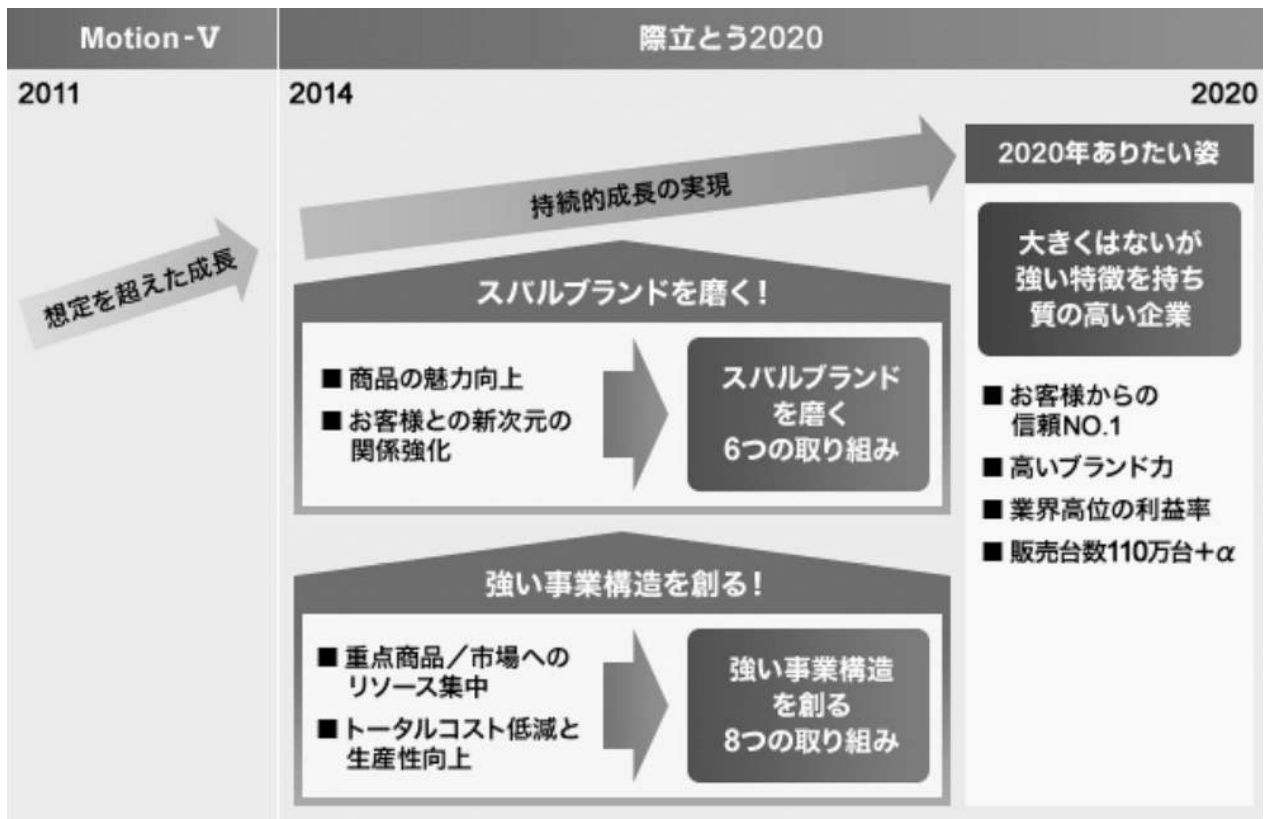 Motion-V
際立とう2020
2011
2014
2020
想定を超えた成長
持続的成長の実現
スバルブランドを磨く!
■ 商品の魅力向上
■ お客様との新次元の
関係強化
スバルブランド
を磨く
6つの取り組み
強い事業構造を創る!
■ 重点商品/市場への
リソース集中
■ トータルコスト低減と
生産性向上
強い事業構造
を創る
8つの取り組み
2020年ありたい姿
大きくはないが
強い特徴を持ち
質の高い企業
■ お客様からの
信頼NO.1
■ 高いブランド力
■ 業界高位の利益率
■ 販売台数110万台+α